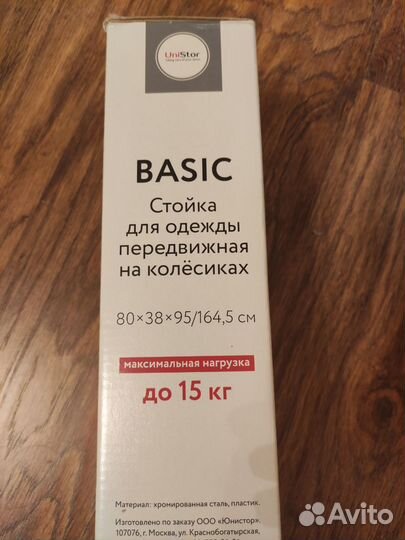 UniStor
BASIC
Стойка
для одежды
передвижная
на колёсиках
80×38×95/164,5 см
максимальная нагрузка
до 15 кг
Материал: хромированная сталь, пластик.
Изготовлено по заказу ООО «Юнистор».
107076, г. Москва, ул. Краснобогатырская,
Avito